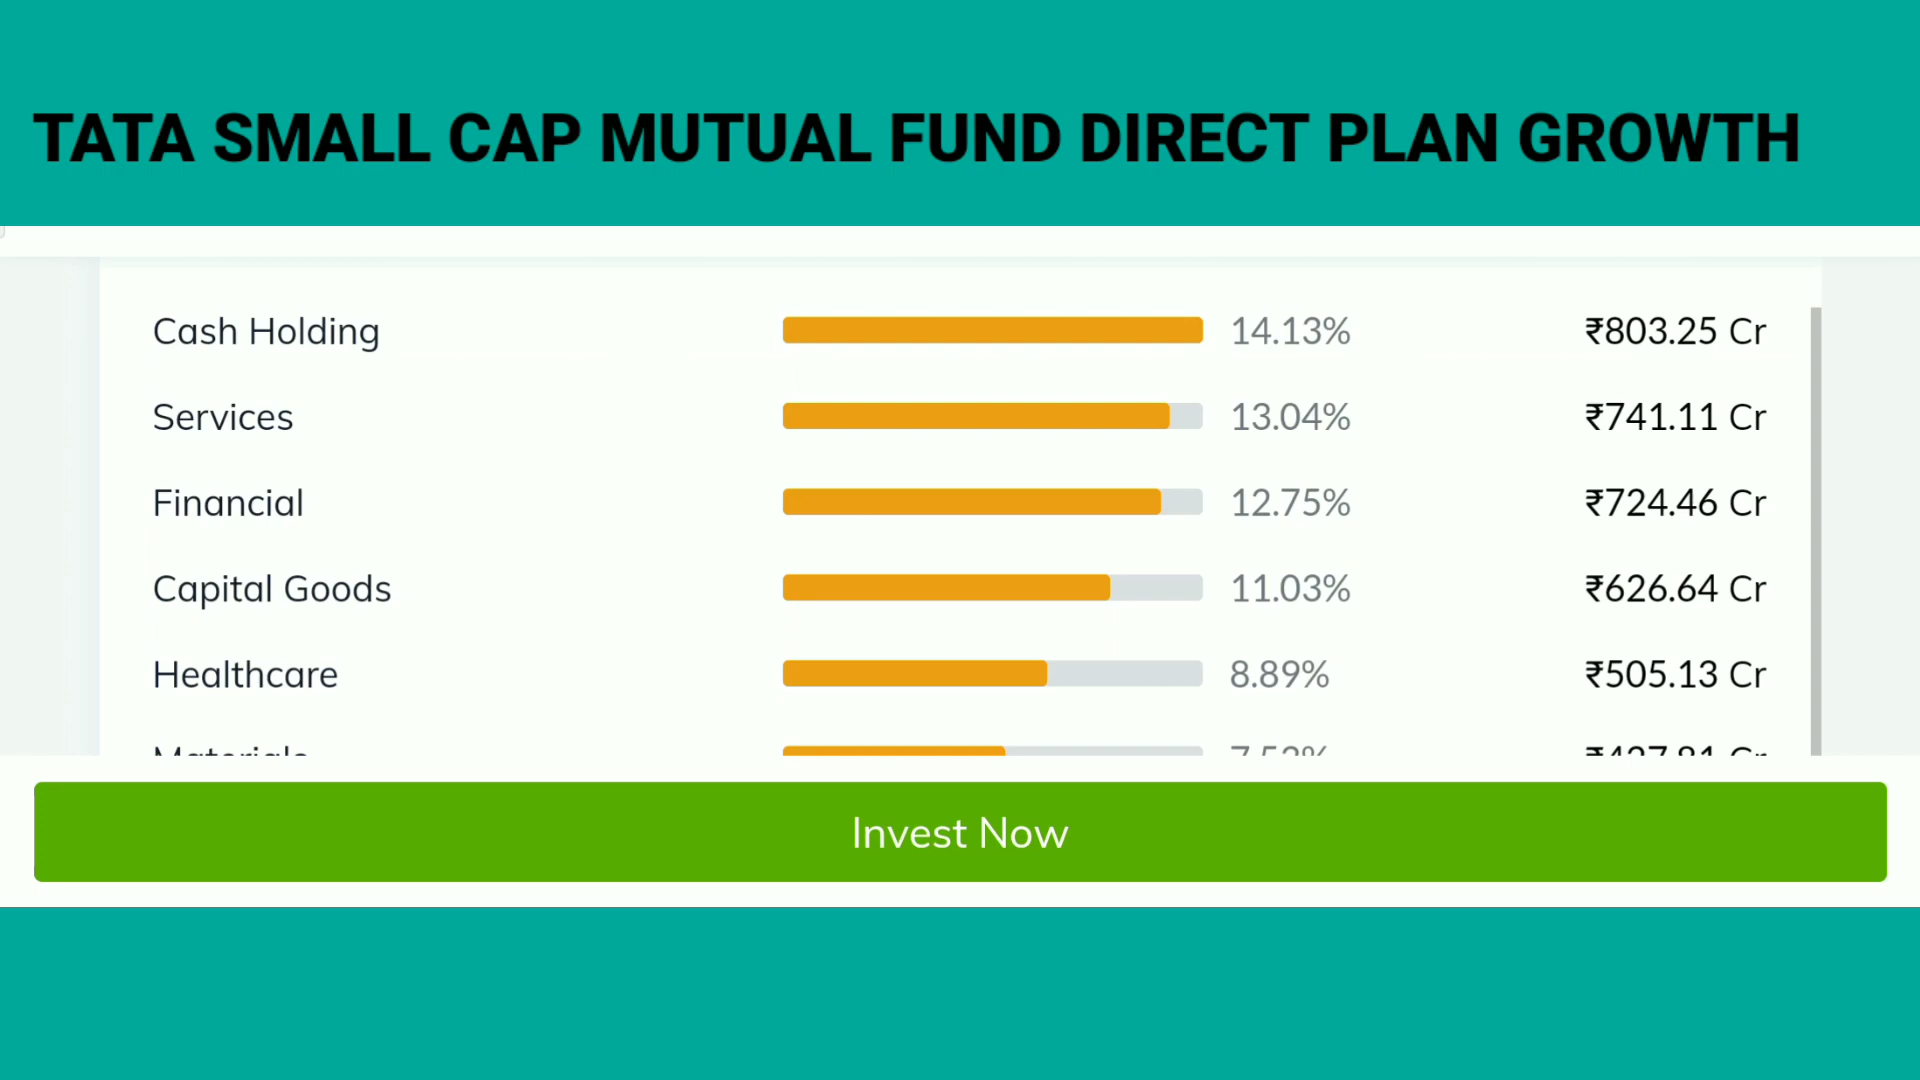 TATA SMALL CAP MUTUAL FUND DIRECT PLAN GROWTH
Cash Holding 14.13% ₹803.25 Cr
Services 13.04% ₹741.11 Cr
Financial 12.75% ₹724.46 Cr
Capital Goods 11.03% ₹626.64 Cr
Healthcare 8.89% ₹505.13 Cr
Materials
Invest Now